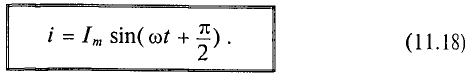 i = I_m sin( ωt + π/2 ) . (11.18)